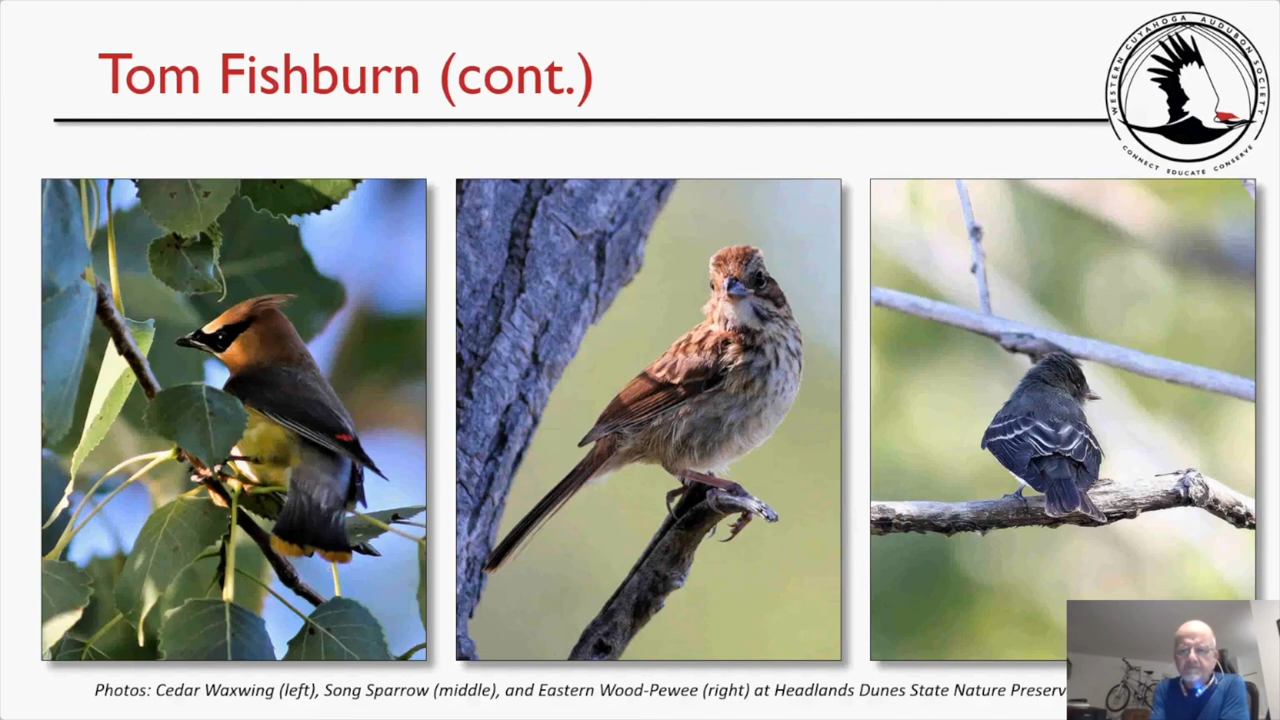 Tom Fishburn (cont.)
WESTERN CUYAHOGA AUDUBON SOCIETY
CONNECT EDUCATE CONSERVE
Photos: Cedar Waxwing (left), Song Sparrow (middle), and Eastern Wood-Pewee (right) at Headlands Dunes State Nature